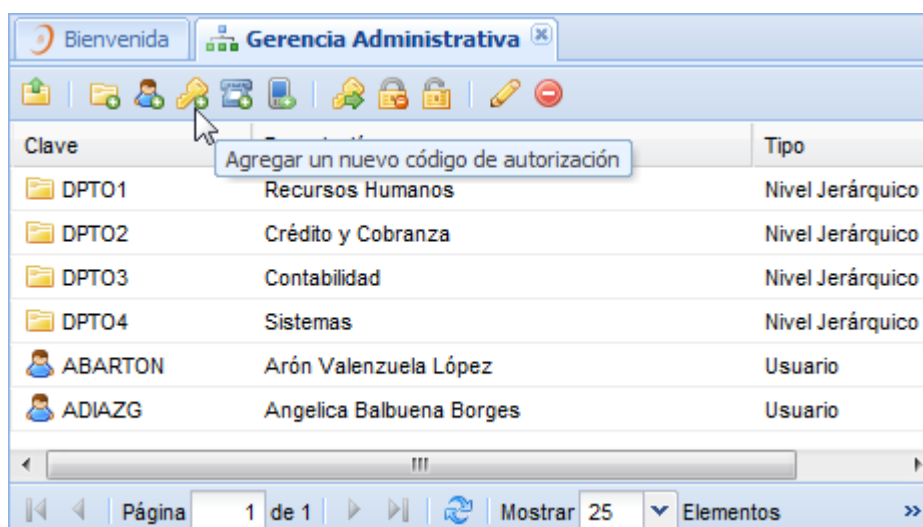 Bienvenida Gerencia Administrativa
Agregar un nuevo código de autorización
Clave Tipo
DPTO1 Recursos Humanos Nivel Jerárquico
DPTO2 Crédito y Cobranza Nivel Jerárquico
DPTO3 Contabilidad Nivel Jerárquico
DPTO4 Sistemas Nivel Jerárquico
ABARTON Arón Valenzuela López Usuario
ADIAZG Angelica Balbuena Borges Usuario
Página 1 de 1 Mostrar 25 Elementos »